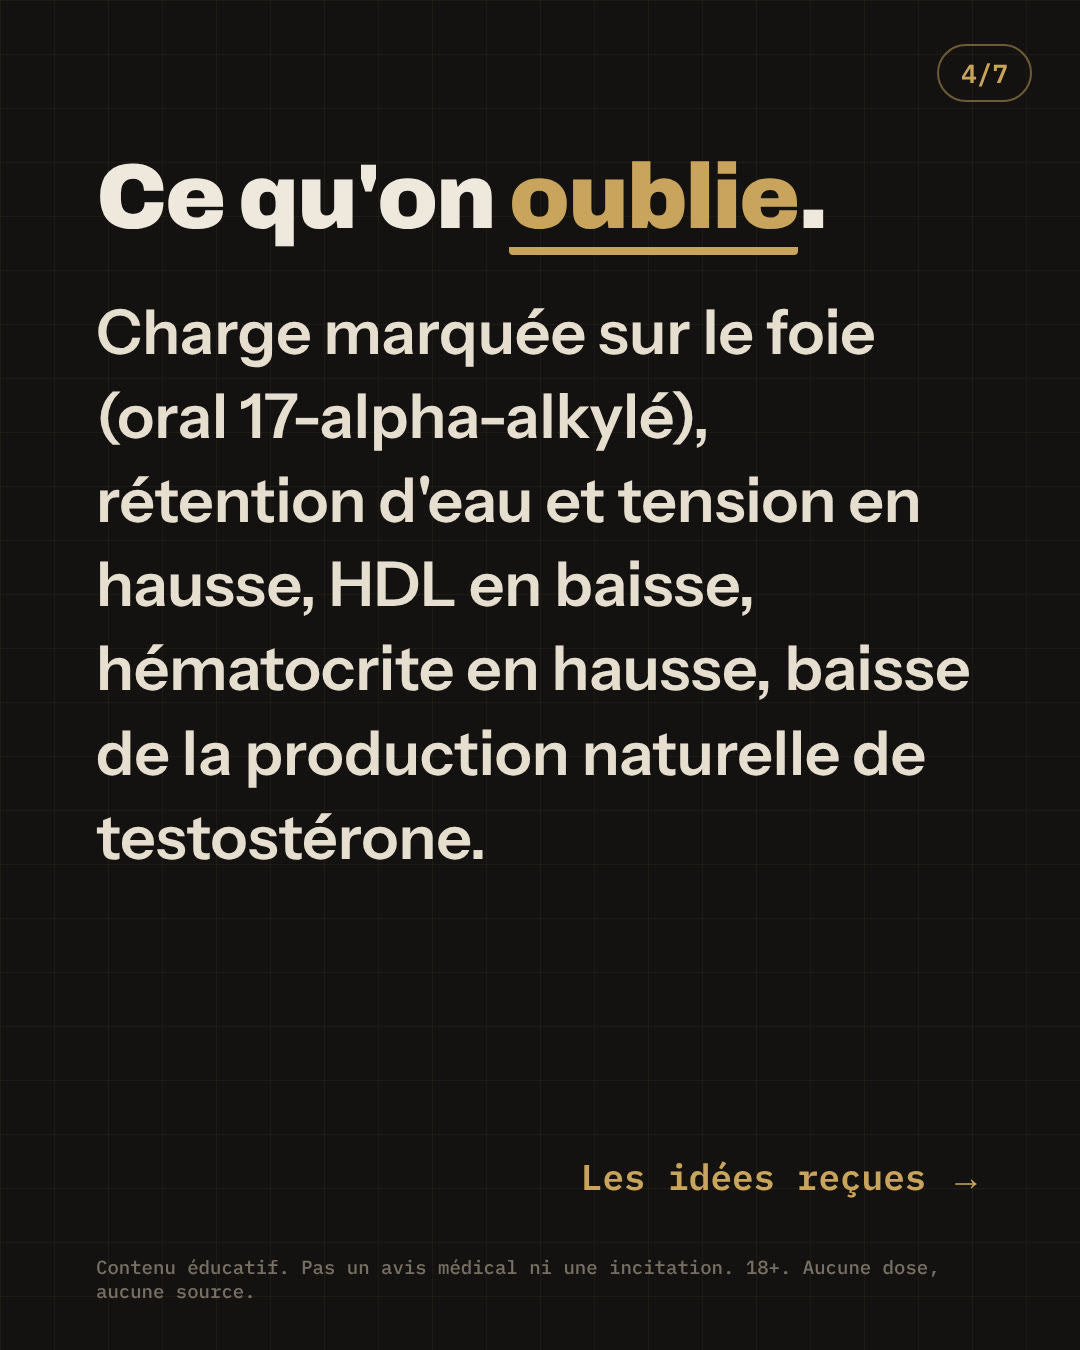 4/7
Ce qu'on oublie.
Charge marquée sur le foie
(oral 17-alpha-alkylé),
rétention d'eau et tension en
hausse, HDL en baisse,
hématocrite en hausse, baisse
de la production naturelle de
testostérone.
Les idées reçues →
Contenu éducatif. Pas un avis médical ni une incitation. 18+. Aucune dose,
aucune source.